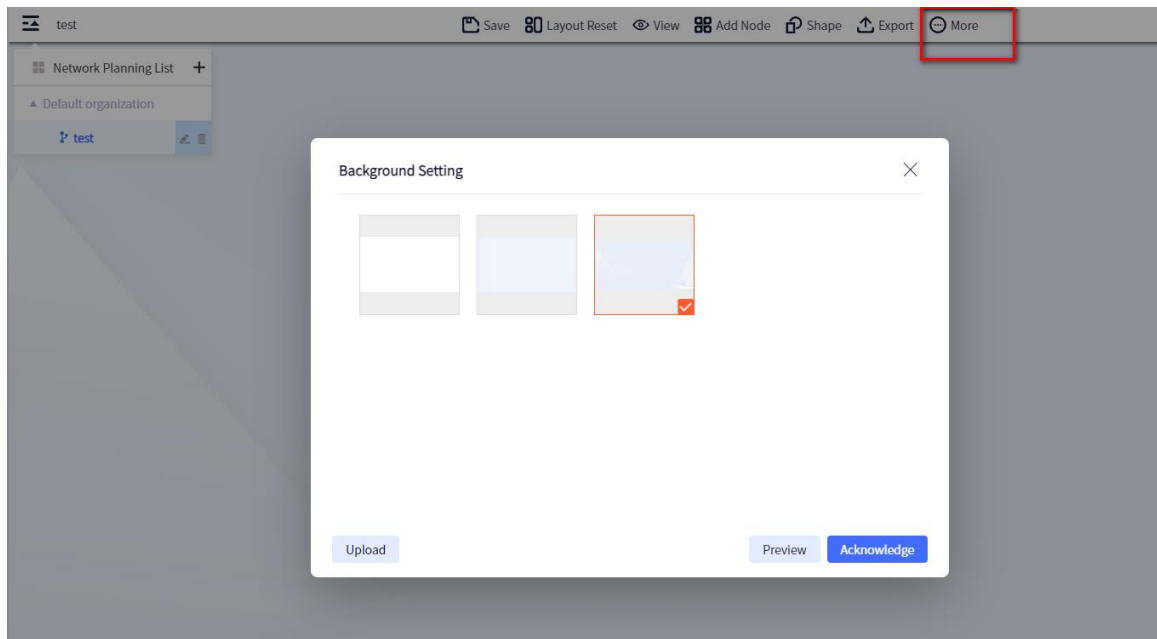 test Save Layout Reset View Add Node Shape Export More
Network Planning List
Default organization
test
Background Setting
Upload Preview Acknowledge